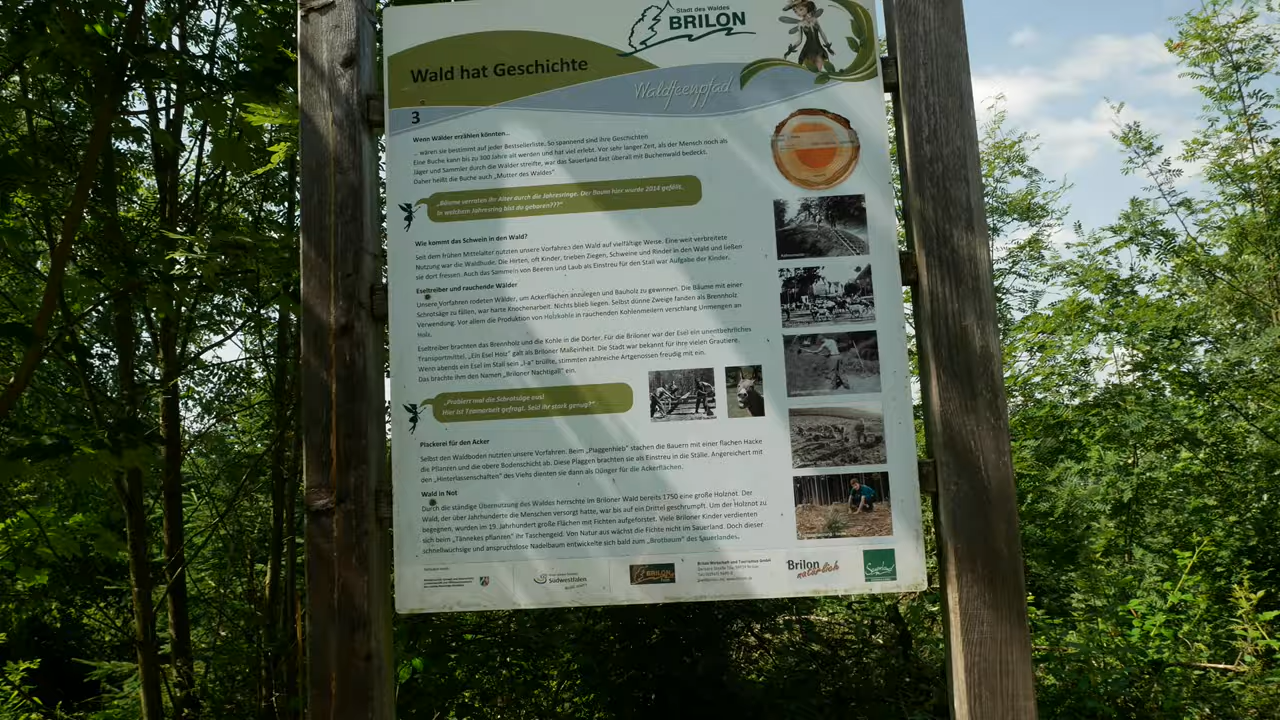 Stadt des Waldes
BRILON
Wald hat Geschichte
Waldfeenpfad
3
Wenn Wälder erzählen könnten...
... wären sie bestimmt auf jeder Bestsellerliste. So spannend sind ihre Geschichten
Eine Buche kann bis zu 300 Jahre alt werden und hat viel erlebt. Vor sehr langer Zeit, als der Mensch noch als
Jäger und Sammler durch die Wälder streifte, war das Sauerland fast überall mit Buchenwald bedeckt.
Daher heißt die Buche auch „Mutter des Waldes“
„Bäume verraten ihr Alter durch die Jahresringe. Der Baum hier wurde 2014 gefällt.
In welchem Jahresring bist du geboren???“
Wie kommt das Schwein in den Wald?
Seit dem frühen Mittelalter nutzten unsere Vorfahren den Wald auf vielfältige Weise. Eine weit verbreitete
Nutzung war die Waldhude. Die Hirten, oft Kinder, trieben Ziegen, Schweine und Rinder in den Wald und ließen
sie dort fressen. Auch das Sammeln von Beeren und Laub als Einstreu für den Stall war Aufgabe der Kinder.
Eseltreiber und rauchende Wälder
Unsere Vorfahren rodeten Wälder, um Ackerflächen anzulegen und Bauholz zu gewinnen. Die Bäume mit einer
Schrotsäge zu fällen, war harte Knochenarbeit. Nichts blieb liegen. Selbst dünne Zweige fanden als Brennholz
Verwendung. Vor allem die Produktion von Holzkohle in rauchenden Kohlenmeilern verschlang Unmengen an
Holz.
Eseltreiber brachten das Brennholz und die Kohle in die Dörfer. Für die Briloner war der Esel ein unentbehrliches
Transportmittel. „Ein Esel Holz“ galt als Briloner Maßeinheit. Die Stadt war bekannt für ihre vielen Grautiere.
Wenn abends ein Esel im Stall sein „I-a“ brüllte, stimmten zahlreiche Artgenossen freudig mit ein.
Das brachte ihm den Namen „Briloner Nachtigall“ ein.
„Probiert mal die Schrotsäge aus!
Hier ist Teamarbeit gefragt. Seid ihr stark genug?“
Plackerei für den Acker
Selbst den Waldboden nutzten unsere Vorfahren. Beim „Plaggenhieb“ stachen die Bauern mit einer flachen Hacke
die Pflanzen und die obere Bodenschicht ab. Diese Plaggen brachten sie als Einstreu in die Ställe. Angereichert mit
den „Hinterlassenschaften“ des Viehs dienten sie dann als Dünger für die Ackerflächen.
Wald in Not
Durch die ständige Übernutzung des Waldes herrschte im Briloner Wald bereits 1750 eine große Holznot. Der
Wald, der über Jahrhunderte die Menschen versorgt hatte, war bis auf ein Drittel geschrumpft. Um der Holznot zu
begegnen, wurden im 19. Jahrhundert große Flächen mit Fichten aufgeforstet. Viele Briloner Kinder verdienten
sich beim „Tännekes pflanzen“ ihr Taschengeld. Von Natur aus wächst die Fichte nicht im Sauerland. Doch dieser
schnellwüchsige und anspruchslose Nadelbaum entwickelte sich bald zum „Brotbaum“ des Sauerlandes.
Südwestfalen
BRILON
Brilon Wirtschaft und Tourismus GmbH
Brilon
natürlich
Sauerland